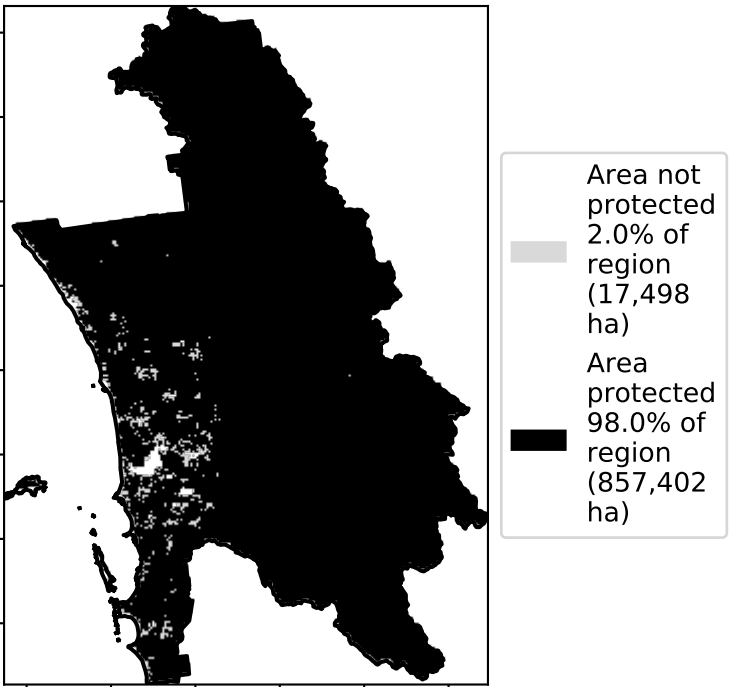 Area not
protected
2.0% of
region
(17,498
ha)
Area
protected
98.0% of
region
(857,402
ha)